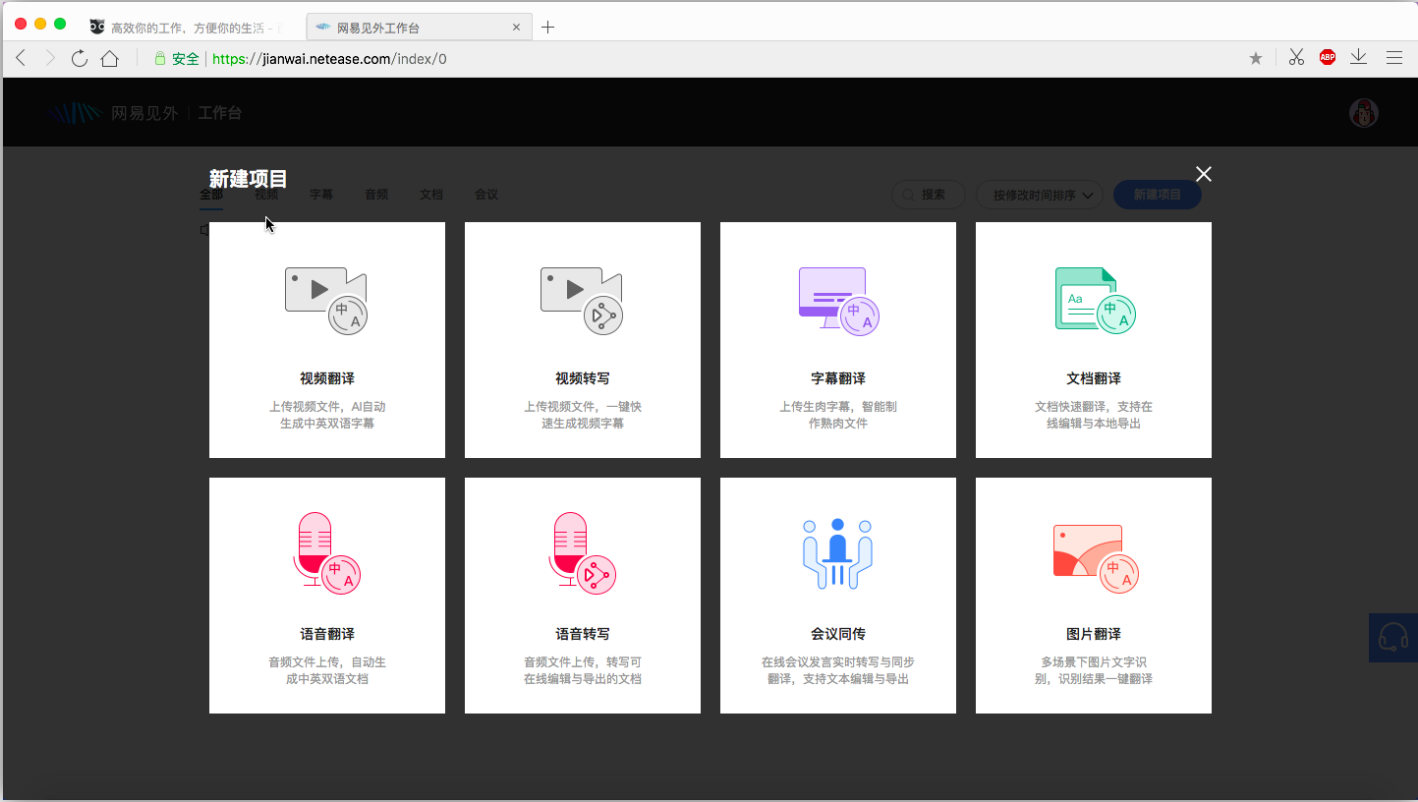 高效你的工作，方便你的生活 -
网易见外工作台
安全 https://jianwai.netease.com/index/0
ABP
网易见外 工作台
新建项目
全部 视频 字幕 音频 文档 会议 搜索 按修改时间排序 新建项目
中 A
中 A
Aa 中 A
视频翻译 视频转写 字幕翻译 文档翻译
上传视频文件，AI自动 上传视频文件，一键快 上传生肉字幕，智能制 文档快速翻译，支持在
生成中英双语字幕 速生成视频字幕 作熟肉文件 线编辑与本地导出
中 A
中 A
语音翻译 语音转写 会议同传 图片翻译
音频文件上传，自动生 音频文件上传，转写可 在线会议发言实时转写与同步 多场景下图片文字识
成中英双语文档 在线编辑与导出的文档 翻译，支持文本编辑与导出 别，识别结果一键翻译